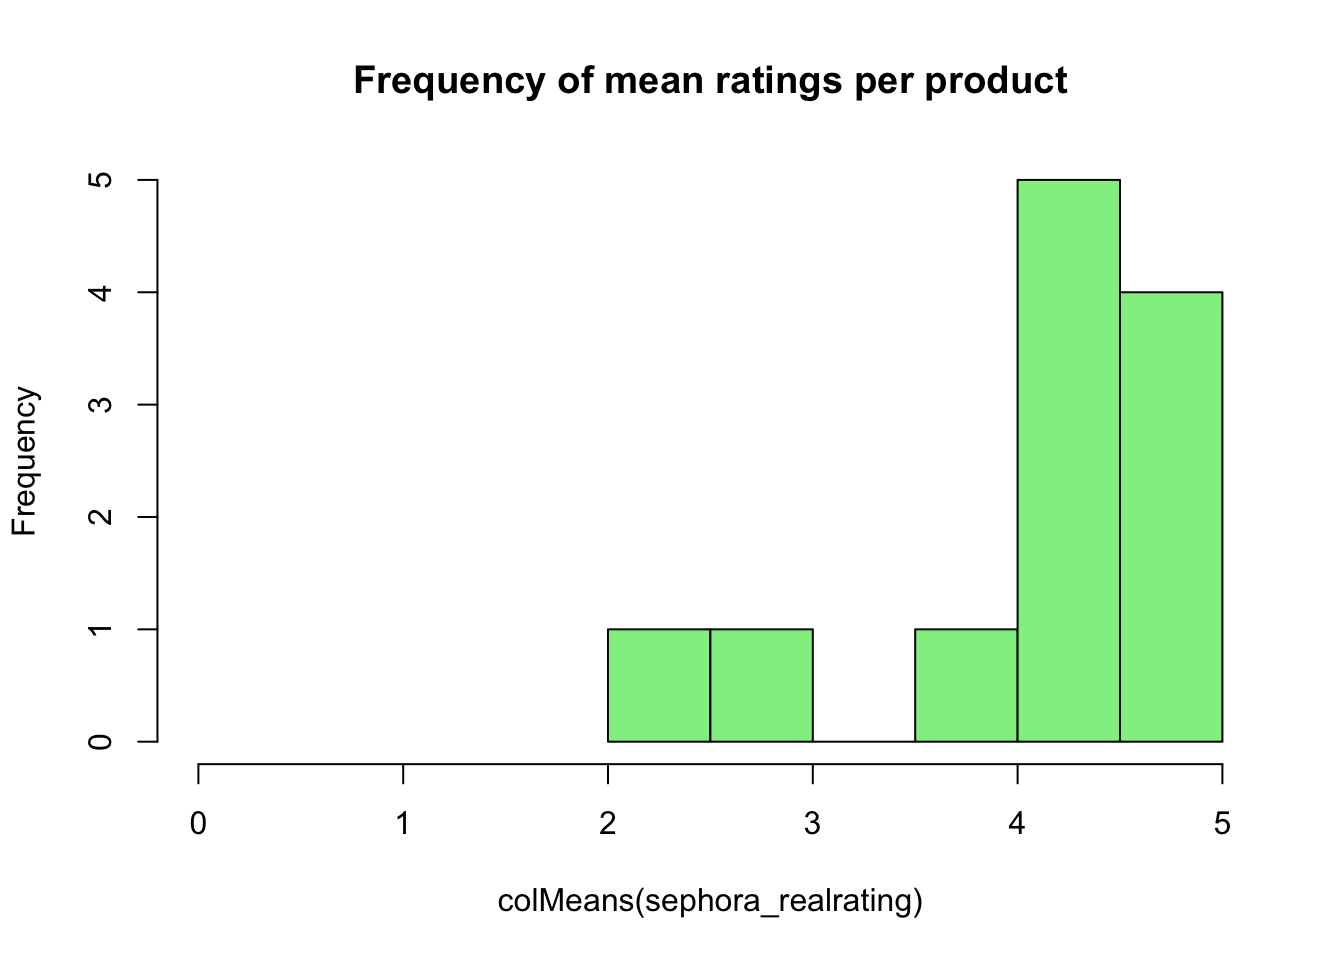 Frequency of mean ratings per product
Frequency
5
4
3
2
1
0
0 1 2 3 4 5
colMeans(sephora_realrating)